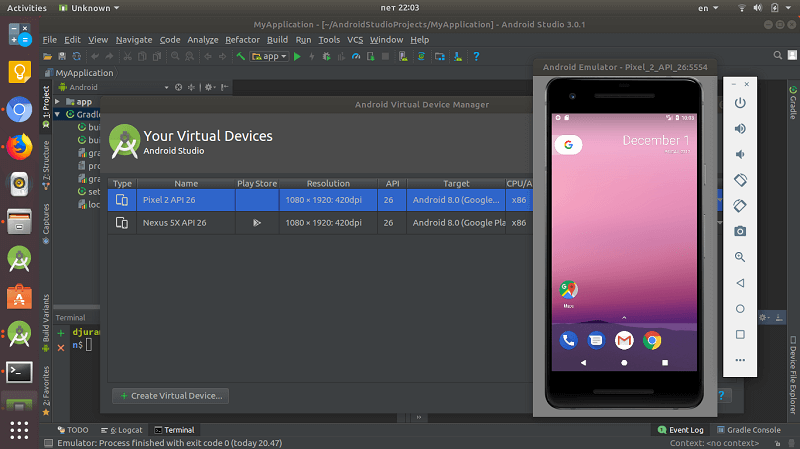 Activities Unknown пет 22:03 en
MyApplication - [~/AndroidStudioProjects/MyApplication] - Android Studio 3.0.1
File Edit View Navigate Code Analyze Refactor Build Run Tools VCS Window Help
app
MyApplication
1: Project
Z: Structure
Captures
Build Variants
2: Favorites
Android
app
Gradle
bu
bu
gra
pro
gra
set
loc
Android Virtual Device Manager
Your Virtual Devices
Android Studio
Type Name Play Store Resolution API Target CPU/A
Pixel 2 API 26 1080 × 1920: 420dpi 26 Android 8.0 (Google... x86
Nexus 5X API 26 1080 × 1920: 420dpi 26 Android 8.0 (Google Pla x86
+ Create Virtual Device...
?
Android Emulator - Pixel_2_API_26:5554
10:03
G
December 1
Maps
Gradle
Device File Explorer
Terminal
djura
n$
TODO 6: Logcat Terminal Event Log Gradle Console
Emulator: Process finished with exit code 0 (today 20.47) Context: <no context>